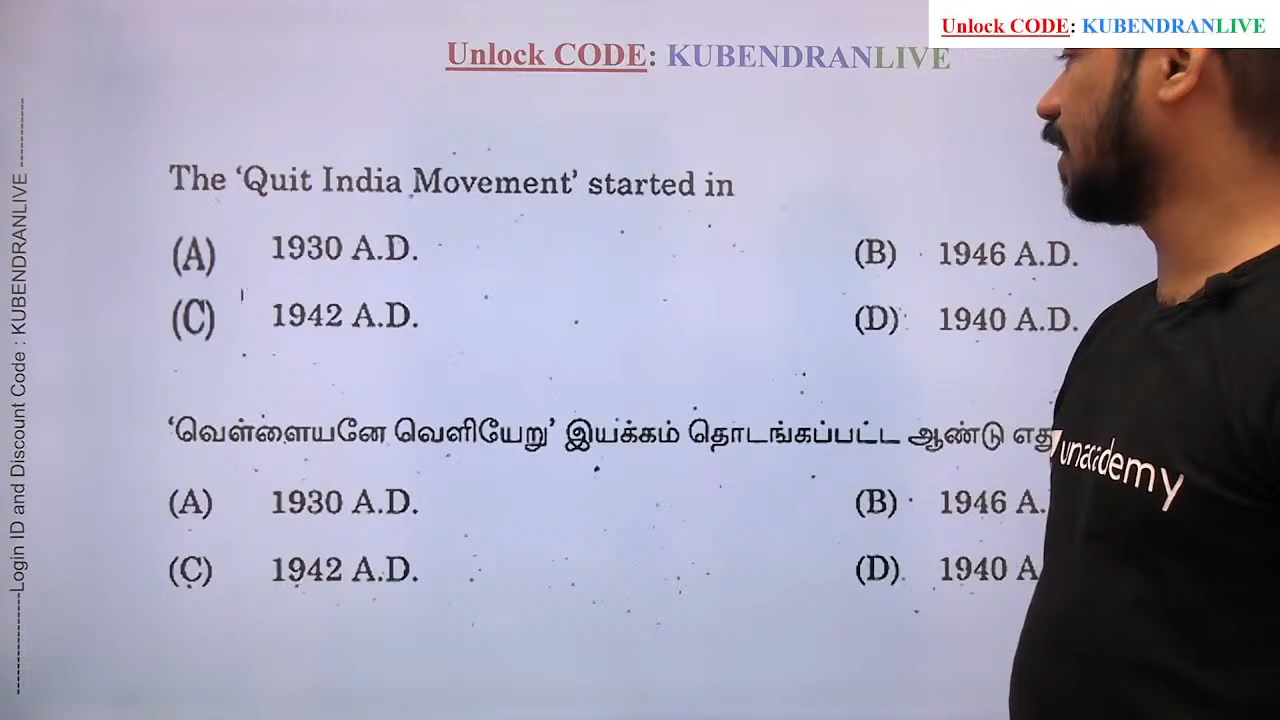 Unlock CODE: KUBENDRANLIVE
Unlock CODE: KUBENDRANLIVE
Login ID and Discount Code : KUBENDRANLIVE
The ‘Quit India Movement’ started in
(A) 1930 A.D. (B) 1946 A.D.
(C) 1942 A.D. (D) 1940 A.D.
‘வெள்ளையனே வெளியேறு’ இயக்கம் தொடங்கப்பட்ட ஆண்டு
(A) 1930 A.D. (B) 1946 A.
(C) 1942 A.D. (D) 1940 A
unacademy